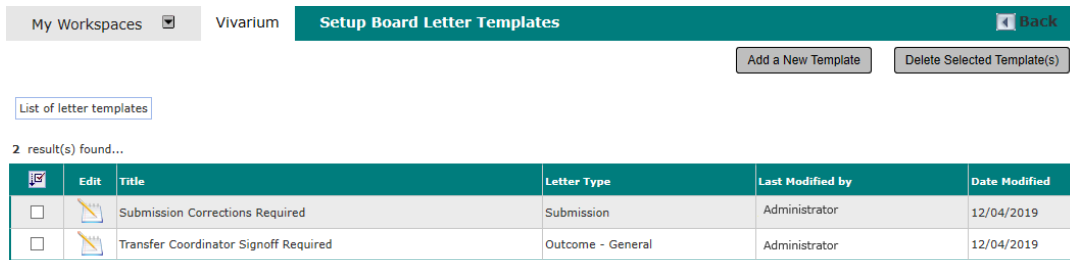 My Workspaces Vivarium Setup Board Letter Templates Back
Add a New Template Delete Selected Template(s)
List of letter templates
2 result(s) found...
Edit Title Letter Type Last Modified by Date Modified
Submission Corrections Required Submission Administrator 12/04/2019
Transfer Coordinator Signoff Required Outcome - General Administrator 12/04/2019